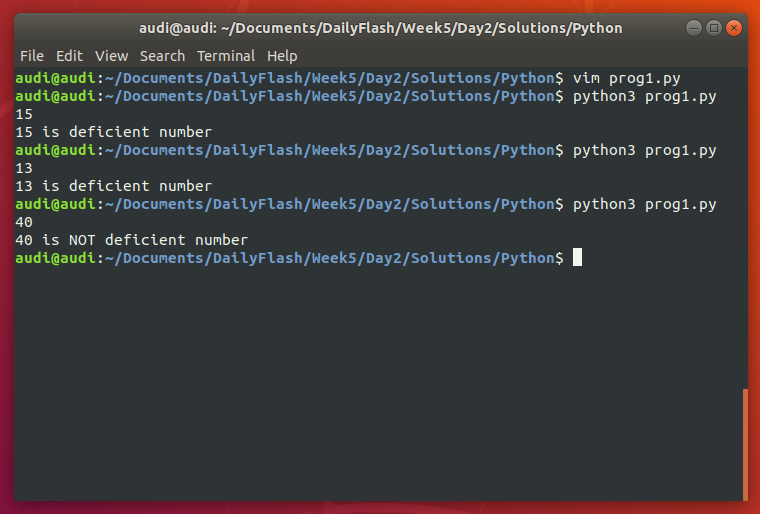 audi@audi: ~/Documents/DailyFlash/Week5/Day2/Solutions/Python
File Edit View Search Terminal Help
audi@audi:~/Documents/DailyFlash/Week5/Day2/Solutions/Python$ vim prog1.py
audi@audi:~/Documents/DailyFlash/Week5/Day2/Solutions/Python$ python3 prog1.py
15
15 is deficient number
audi@audi:~/Documents/DailyFlash/Week5/Day2/Solutions/Python$ python3 prog1.py
13
13 is deficient number
audi@audi:~/Documents/DailyFlash/Week5/Day2/Solutions/Python$ python3 prog1.py
40
40 is NOT deficient number
audi@audi:~/Documents/DailyFlash/Week5/Day2/Solutions/Python$